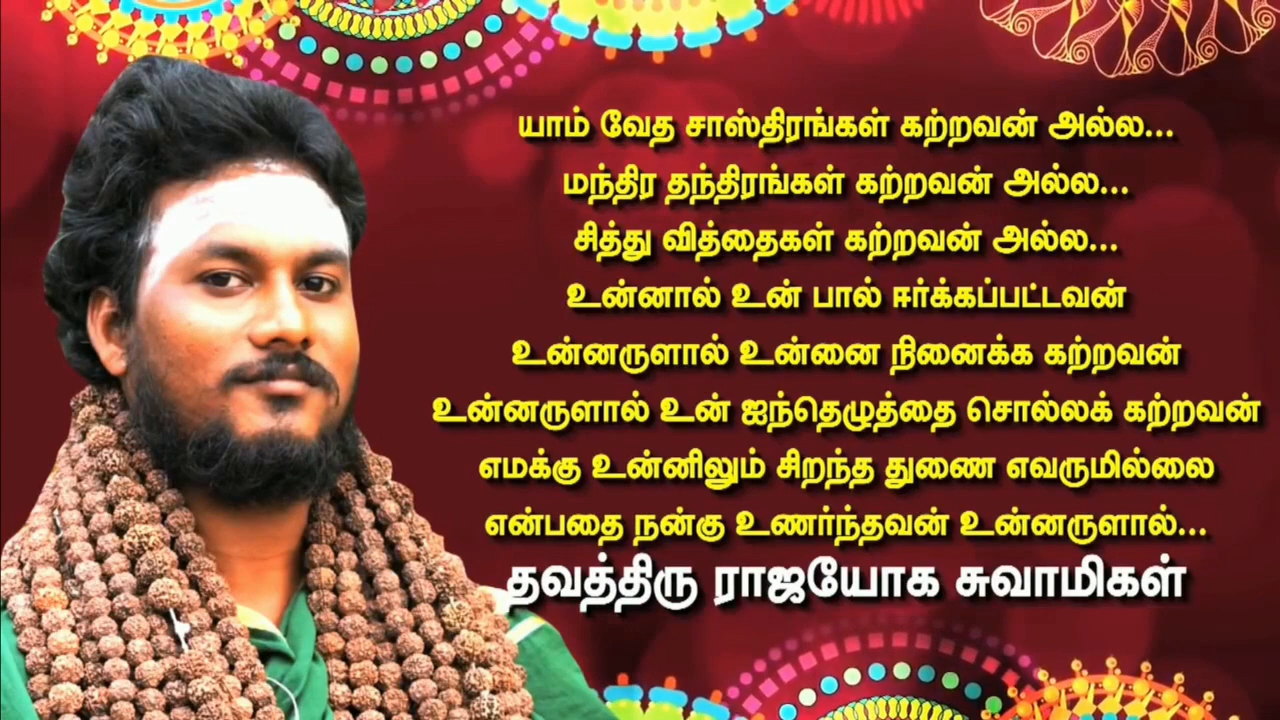 யாம் வேத சாஸ்திரங்கள் கற்றவன் அல்ல...
மந்திர தந்திரங்கள் கற்றவன் அல்ல...
சித்து வித்தைகள் கற்றவன் அல்ல...
உன்னால் உன் பால் ஈர்க்கப்பட்டவன்
உன்னருளால் உன்னை நினைக்க கற்றவன்
உன்னருளால் உன் ஐந்தெழுத்தை சொல்லக் கற்றவன்
எமக்கு உன்னிலும் சிறந்த துணை எவருமில்லை
என்பதை நன்கு உணர்ந்தவன் உன்னருளால்...
தவத்திரு ராஜயோக சுவாமிகள்